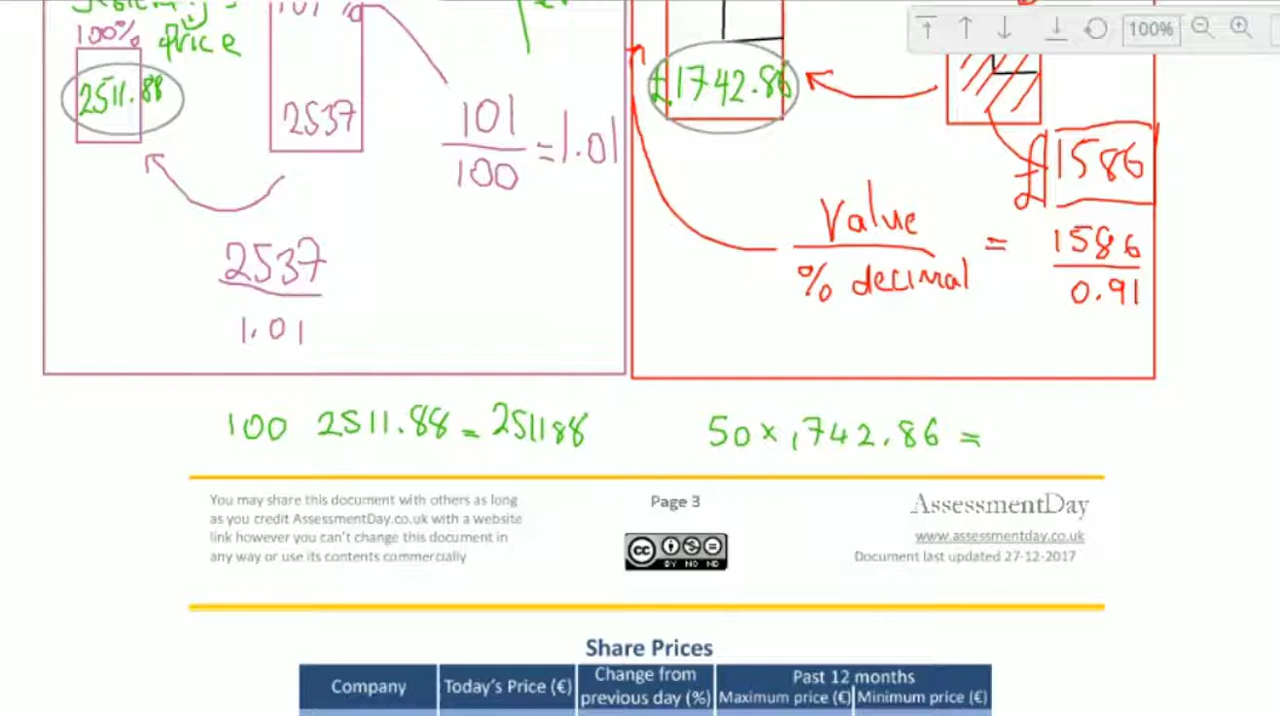 100%
price
2511.88
2537
101
100
=1.01
2537
1.01
£1742.86
100%
£1586
Value
% decimal
=
1586
0.91
100 2511.88 = 251188
50 × 1742.86 =
You may share this document with others as long
as you credit AssessmentDay.co.uk with a website
link however you can't change this document in
any way or use its contents commercially
Page 3
CC
BY NO ND
AssessmentDay
www.assessmentday.co.uk
Document last updated 27-12-2017
Share Prices
Company
Today's Price (€)
Change from
previous day (%)
Past 12 months
Maximum price (€)
Minimum price (€)